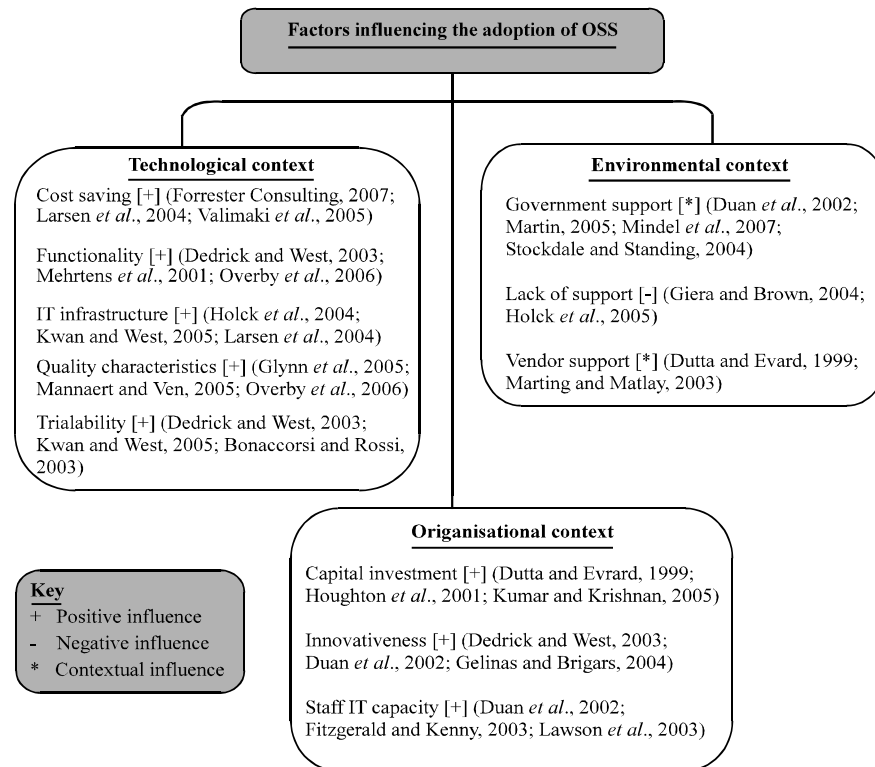 Factors influencing the adoption of OSS
Technological context
Cost saving [+] (Forrester Consulting, 2007;
Larsen et al., 2004; Valimaki et al., 2005)
Functionality [+] (Dedrick and West, 2003;
Mehrtens et al., 2001; Overby et al., 2006)
IT infrastructure [+] (Holck et al., 2004;
Kwan and West, 2005; Larsen et al., 2004)
Quality characteristics [+] (Glynn et al., 2005;
Mannaert and Ven, 2005; Overby et al., 2006)
Trialability [+] (Dedrick and West, 2003;
Kwan and West, 2005; Bonaccorsi and Rossi,
2003)
Environmental context
Government support [*] (Duan et al., 2002;
Martin, 2005; Mindel et al., 2007;
Stockdale and Standing, 2004)
Lack of support [-] (Giera and Brown, 2004;
Holck et al., 2005)
Vendor support [*] (Dutta and Evard, 1999;
Marting and Matlay, 2003)
Origanisational context
Capital investment [+] (Dutta and Evrard, 1999;
Houghton et al., 2001; Kumar and Krishnan, 2005)
Innovativeness [+] (Dedrick and West, 2003;
Duan et al., 2002; Gelinas and Brigars, 2004)
Staff IT capacity [+] (Duan et al., 2002;
Fitzgerald and Kenny, 2003; Lawson et al., 2003)
Key
+ Positive influence
- Negative influence
* Contextual influence